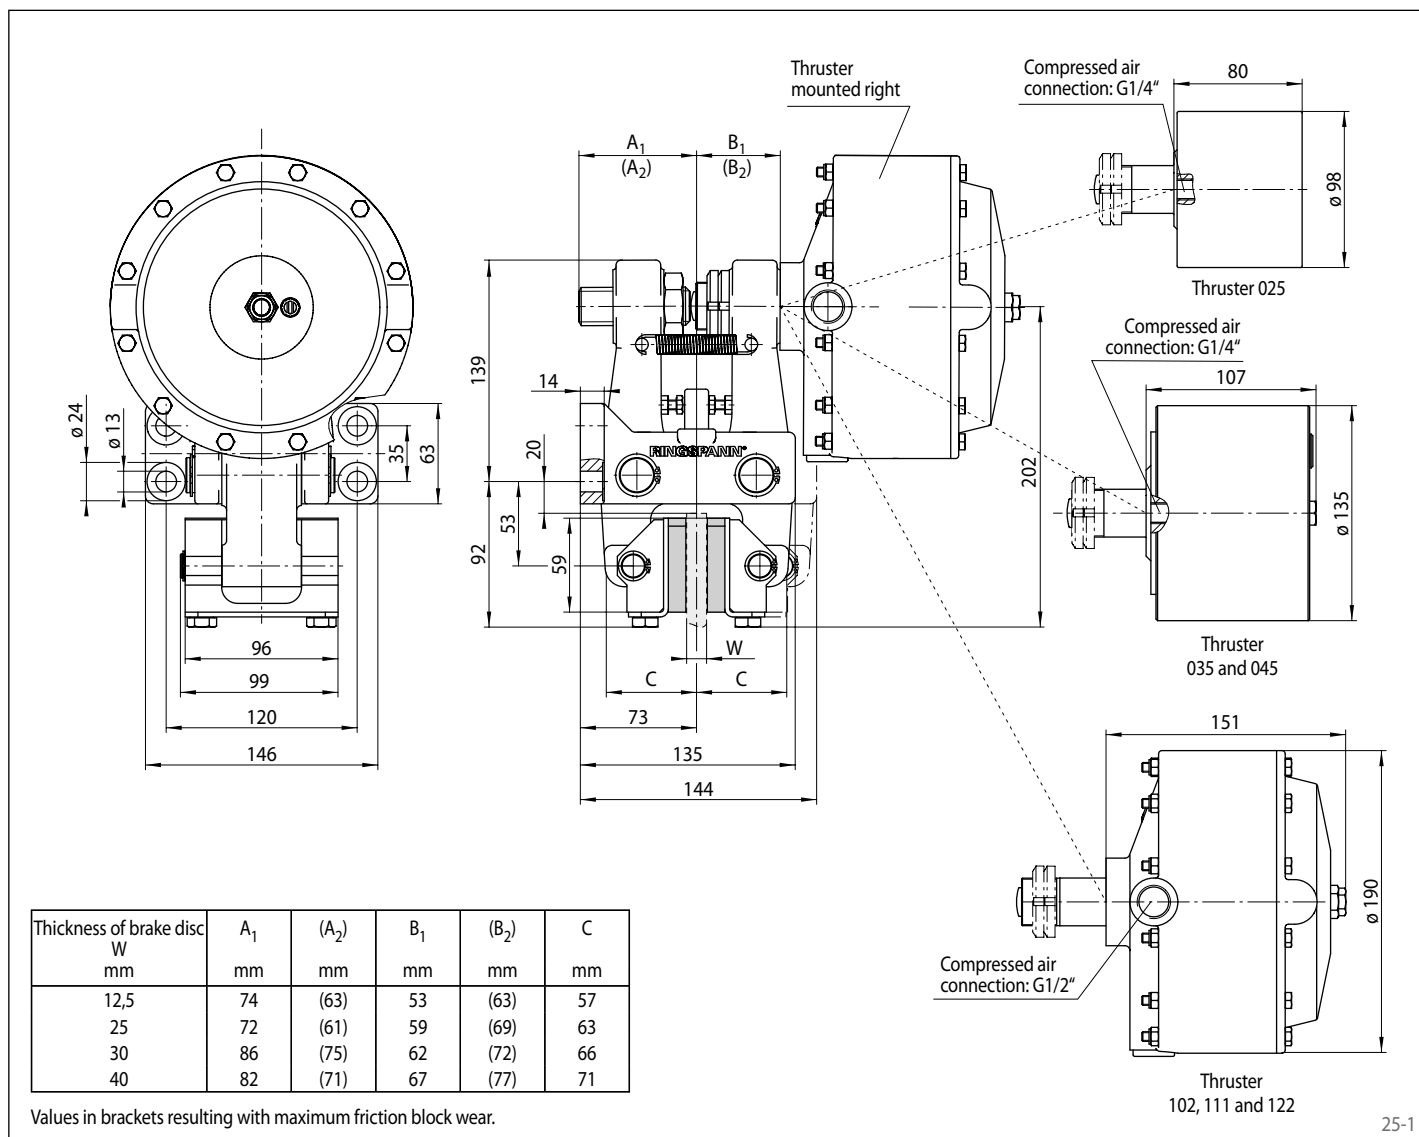 Thruster
mounted right
Compressed air
connection: G1/4“
80
ø 98
Thruster 025
A1
(A2)
B1
(B2)
Compressed air
connection: G1/4“
107
ø 135
Thruster
035 and 045
139
14
20
53
92
59
202
RINGSPANN®
W
C
C
73
135
144
ø 24
ø 13
35
63
96
99
120
146
151
ø 190
Compressed air
connection: G1/2“
Thruster
102, 111 and 122
Thickness of brake disc A1 (A2) B1 (B2) C
W
mm mm mm mm mm mm
12,5 74 (63) 53 (63) 57
25 72 (61) 59 (69) 63
30 86 (75) 62 (72) 66
40 82 (71) 67 (77) 71
Values in brackets resulting with maximum friction block wear.
25-1